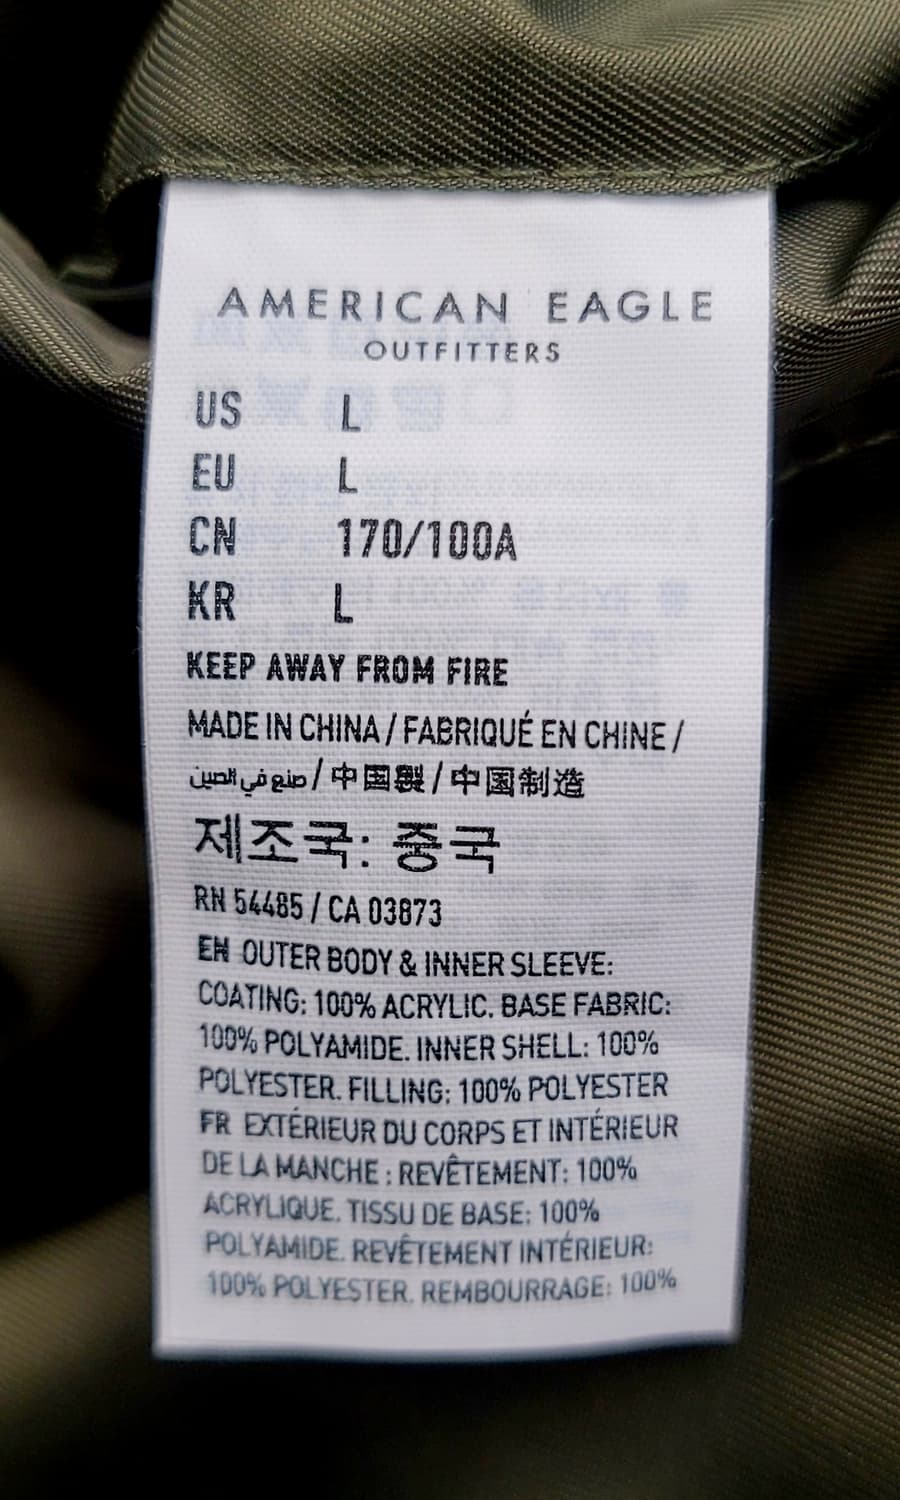 AMERICAN EAGLE
OUTFITTERS
US L
EU L
CN 170/100A
KR L
KEEP AWAY FROM FIRE
MADE IN CHINA / FABRIQUÉ EN CHINE /
صنع في الصين / 中国製 / 中国制造
제조국: 중국
RN 54485 / CA 03873
EN OUTER BODY & INNER SLEEVE:
COATING: 100% ACRYLIC. BASE FABRIC:
100% POLYAMIDE. INNER SHELL: 100%
POLYESTER. FILLING: 100% POLYESTER
FR EXTÉRIEUR DU CORPS ET INTÉRIEUR
DE LA MANCHE : REVÊTEMENT: 100%
ACRYLIQUE. TISSU DE BASE: 100%
POLYAMIDE. REVÊTEMENT INTÉRIEUR:
100% POLYESTER. REMBOURRAGE: 100%